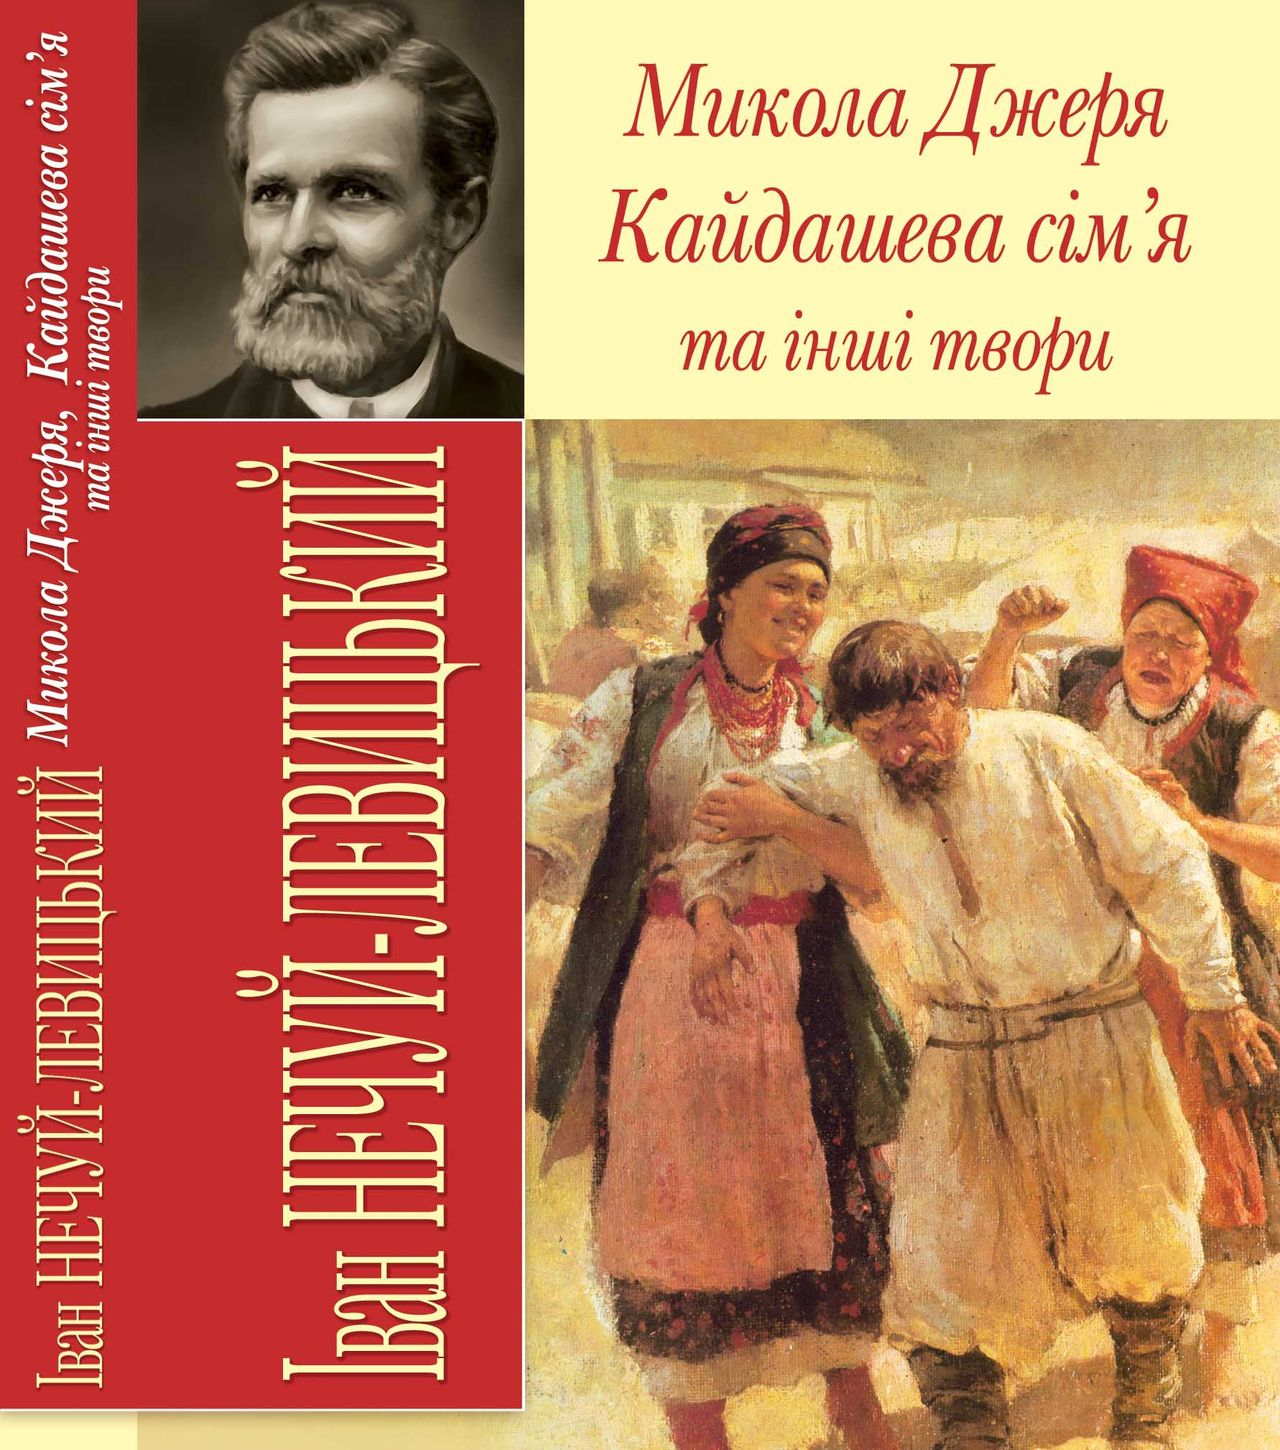 Іван НЕЧУЙ-ЛЕВИЦЬКИЙ Микола Джеря, Кайдашева сім’я
та інші твори
Іван НЕЧУЙ-ЛЕВИЦЬКИЙ
Микола Джеря
Кайдашева сім’я
та інші твори